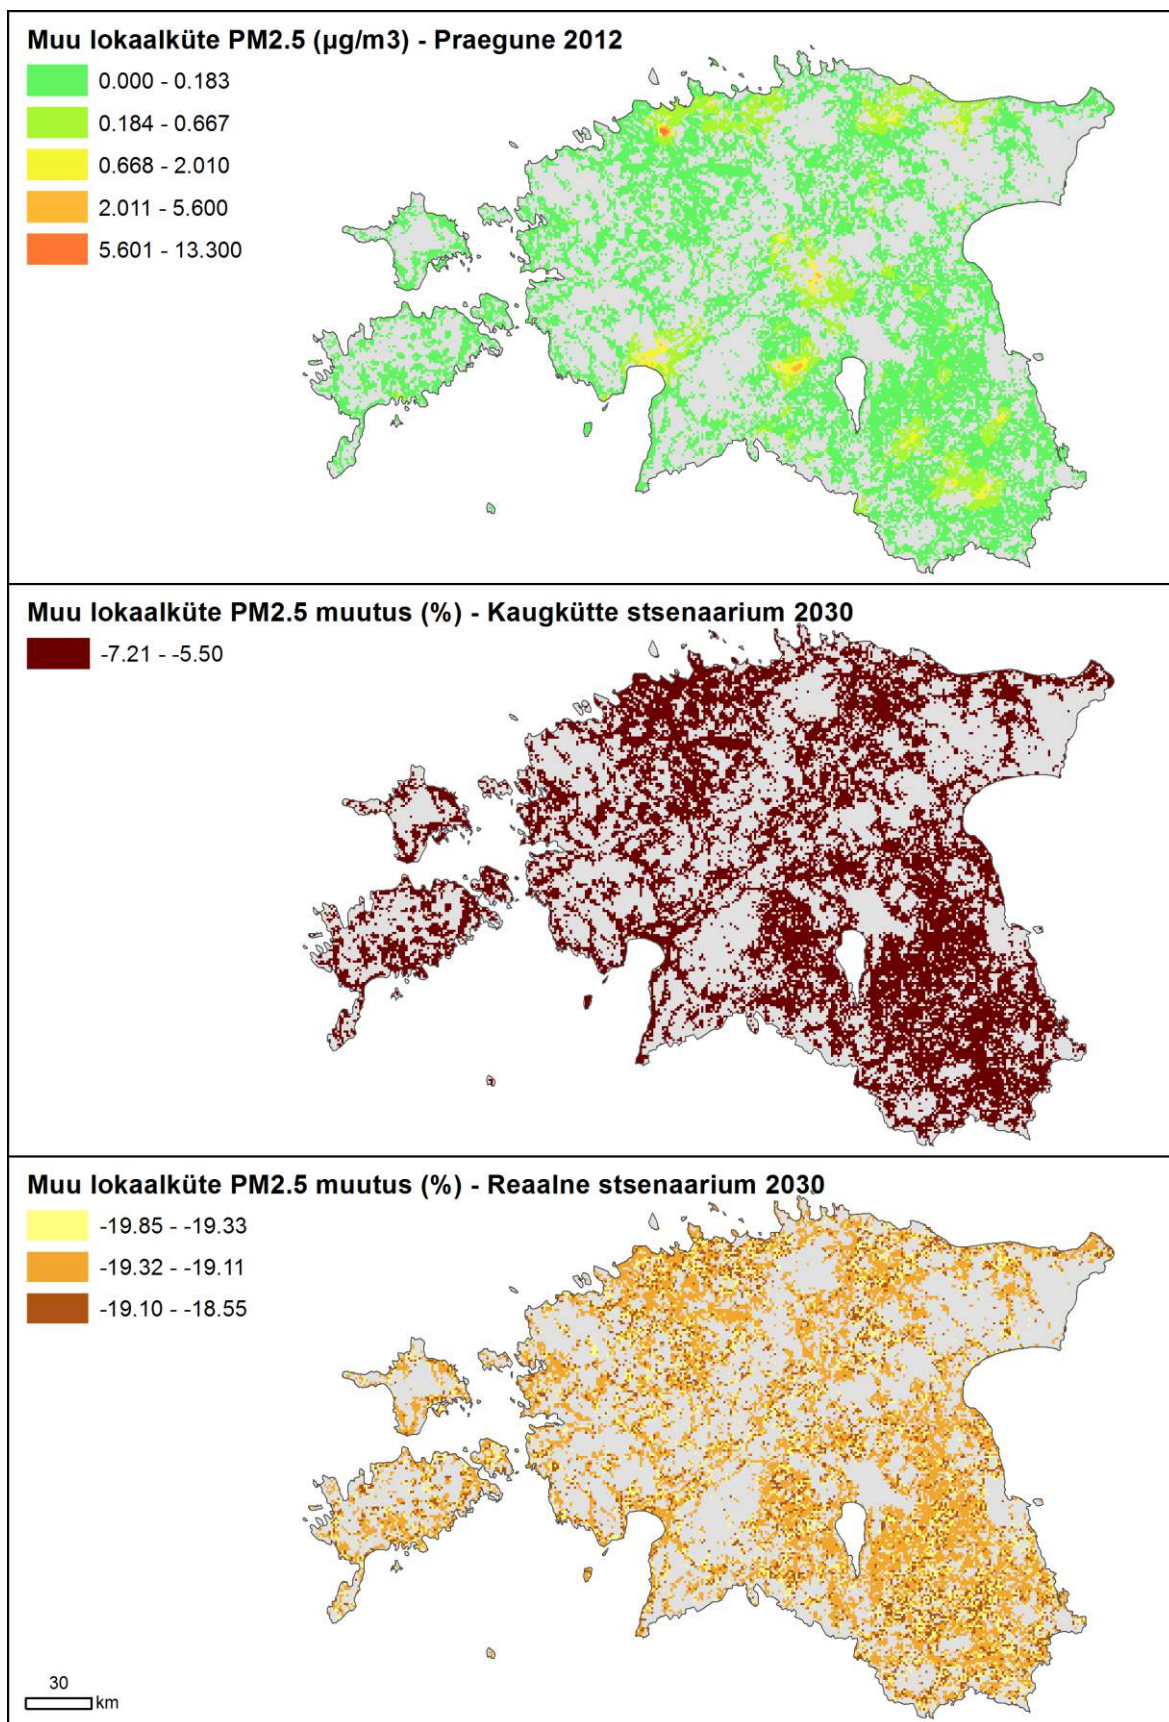 Muu lokaalküte PM2.5 (µg/m3) - Praegune 2012
0.000 - 0.183
0.184 - 0.667
0.668 - 2.010
2.011 - 5.600
5.601 - 13.300
Muu lokaalküte PM2.5 muutus (%) - Kaugkütte stsenaarium 2030
-7.21 - -5.50
Muu lokaalküte PM2.5 muutus (%) - Reaalne stsenaarium 2030
-19.85 - -19.33
-19.32 - -19.11
-19.10 - -18.55
30
km